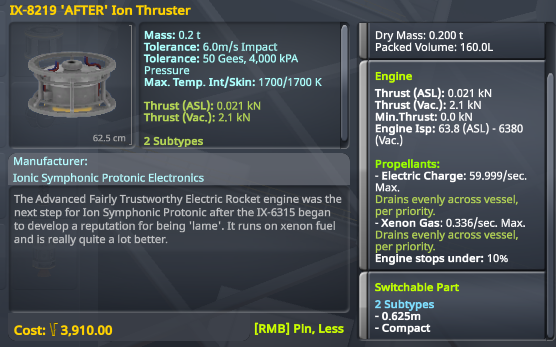 IX-8219 'AFTER' Ion Thruster
62.5 cm
Mass: 0.2 t
Tolerance: 6.0m/s Impact
Tolerance: 50 Gees, 4,000 kPA
Pressure
Max. Temp. Int/Skin: 1700/1700 K
Thrust (ASL): 0.021 kN
Thrust (Vac.): 2.1 kN
2 Subtypes
Manufacturer:
Ionic Symphonic Protonic Electronics
The Advanced Fairly Trustworthy Electric Rocket engine was the
next step for Ion Symphonic Protonic after the IX-6315 began
to develop a reputation for being 'lame'. It runs on xenon fuel
and is really quite a lot better.
Cost: 3,910.00
[RMB] Pin, Less
Dry Mass: 0.200 t
Packed Volume: 160.0L
Engine
Thrust (ASL): 0.021 kN
Thrust (Vac.): 2.1 kN
Min.Thrust: 0.0 kN
Engine Isp: 63.8 (ASL) - 6380
(Vac.)
Propellants:
- Electric Charge: 59.999/sec.
Max.
Drains evenly across vessel,
per priority.
- Xenon Gas: 0.336/sec. Max.
Drains evenly across vessel,
per priority.
Engine stops under: 10%
Switchable Part
2 Subtypes
- 0.625m
- Compact